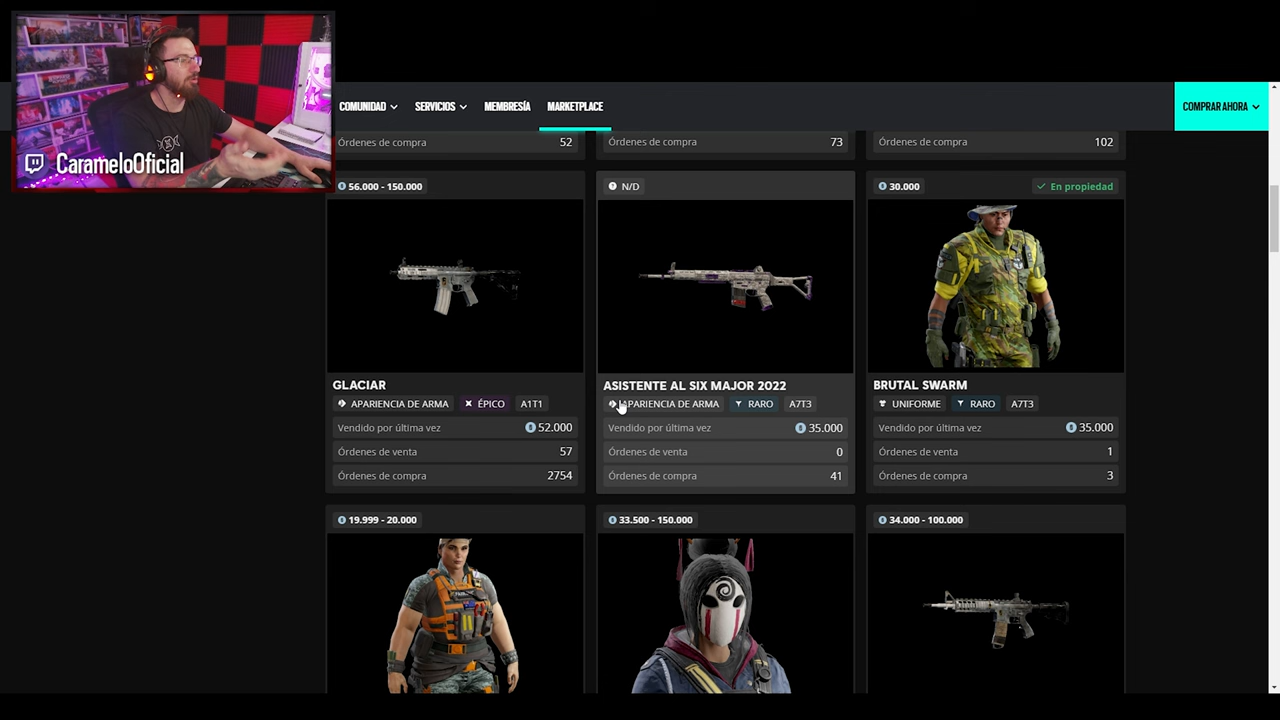 CarameloOficial
COMUNIDAD
SERVICIOS
MEMBRESÍA
MARKETPLACE
COMPRAR AHORA
Órdenes de compra 52
Órdenes de compra 73
Órdenes de compra 102
56.000 - 150.000
GLACIAR
APARIENCIA DE ARMA ÉPICO A1T1
Vendido por última vez 52.000
Órdenes de venta 57
Órdenes de compra 2754
N/D
ASISTENTE AL SIX MAJOR 2022
APARIENCIA DE ARMA RARO A7T3
Vendido por última vez 35.000
Órdenes de venta 0
Órdenes de compra 41
30.000 En propiedad
BRUTAL SWARM
UNIFORME RARO A7T3
Vendido por última vez 35.000
Órdenes de venta 1
Órdenes de compra 3
19.999 - 20.000
33.500 - 150.000
34.000 - 100.000